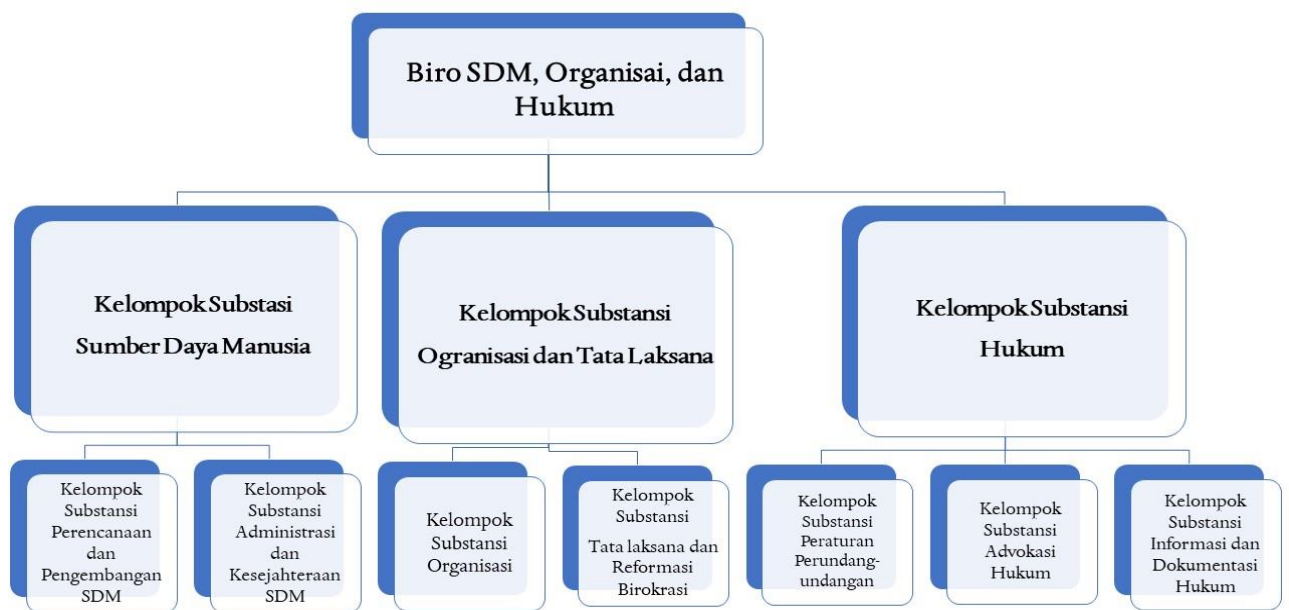 Biro SDM, Organisai, dan
Hukum
Kelompok Substasi
Sumber Daya Manusia
Kelompok Substansi
Ogranisasi dan Tata Laksana
Kelompok Substansi
Hukum
Kelompok
Substansi
Perencanaan
dan
Pengembangan
SDM
Kelompok
Substansi
Administrasi
dan
Kesejahteraan
SDM
Kelompok
Substansi
Organisasi
Kelompok
Substansi
Tata laksana dan
Reformasi
Birokrasi
Kelompok
Substansi
Peraturan
Perundang-
undangan
Kelompok
Substansi
Advokasi
Hukum
Kelompok
Substansi
Informasi dan
Dokumentasi
Hukum